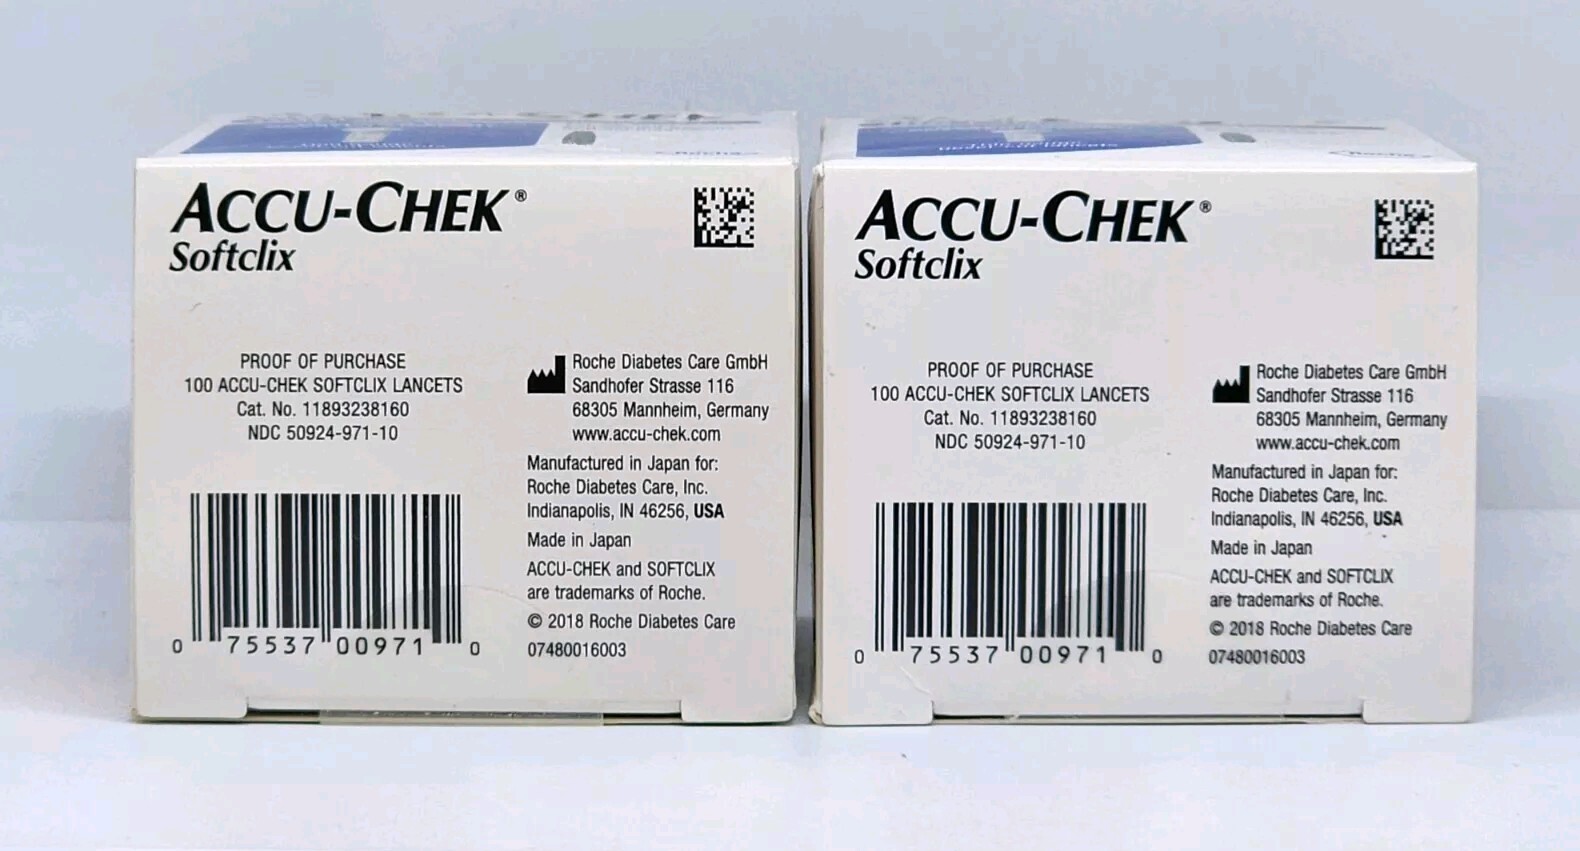 ACCU-CHEK®
Softclix
PROOF OF PURCHASE
100 ACCU-CHEK SOFTCLIX LANCETS
Cat. No. 11893238160
NDC 50924-971-10
0 75537 00971 0
Roche Diabetes Care GmbH
Sandhofer Strasse 116
68305 Mannheim, Germany
www.accu-chek.com
Manufactured in Japan for:
Roche Diabetes Care, Inc.
Indianapolis, IN 46256, USA
Made in Japan
ACCU-CHEK and SOFTCLIX
are trademarks of Roche.
© 2018 Roche Diabetes Care
07480016003
ACCU-CHEK®
Softclix
PROOF OF PURCHASE
100 ACCU-CHEK SOFTCLIX LANCETS
Cat. No. 11893238160
NDC 50924-971-10
0 75537 00971 0
Roche Diabetes Care GmbH
Sandhofer Strasse 116
68305 Mannheim, Germany
www.accu-chek.com
Manufactured in Japan for:
Roche Diabetes Care, Inc.
Indianapolis, IN 46256, USA
Made in Japan
ACCU-CHEK and SOFTCLIX
are trademarks of Roche.
© 2018 Roche Diabetes Care
07480016003